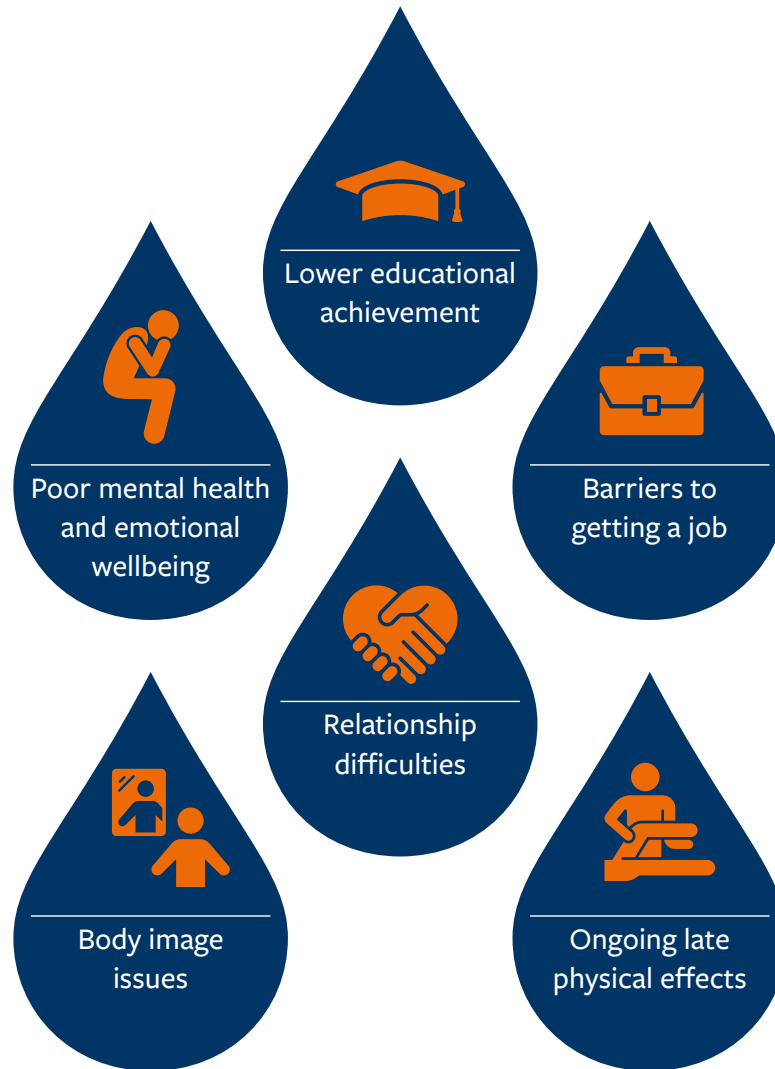 Lower educational
achievement
Poor mental health
and emotional
wellbeing
Barriers to
getting a job
Relationship
difficulties
Body image
issues
Ongoing late
physical effects